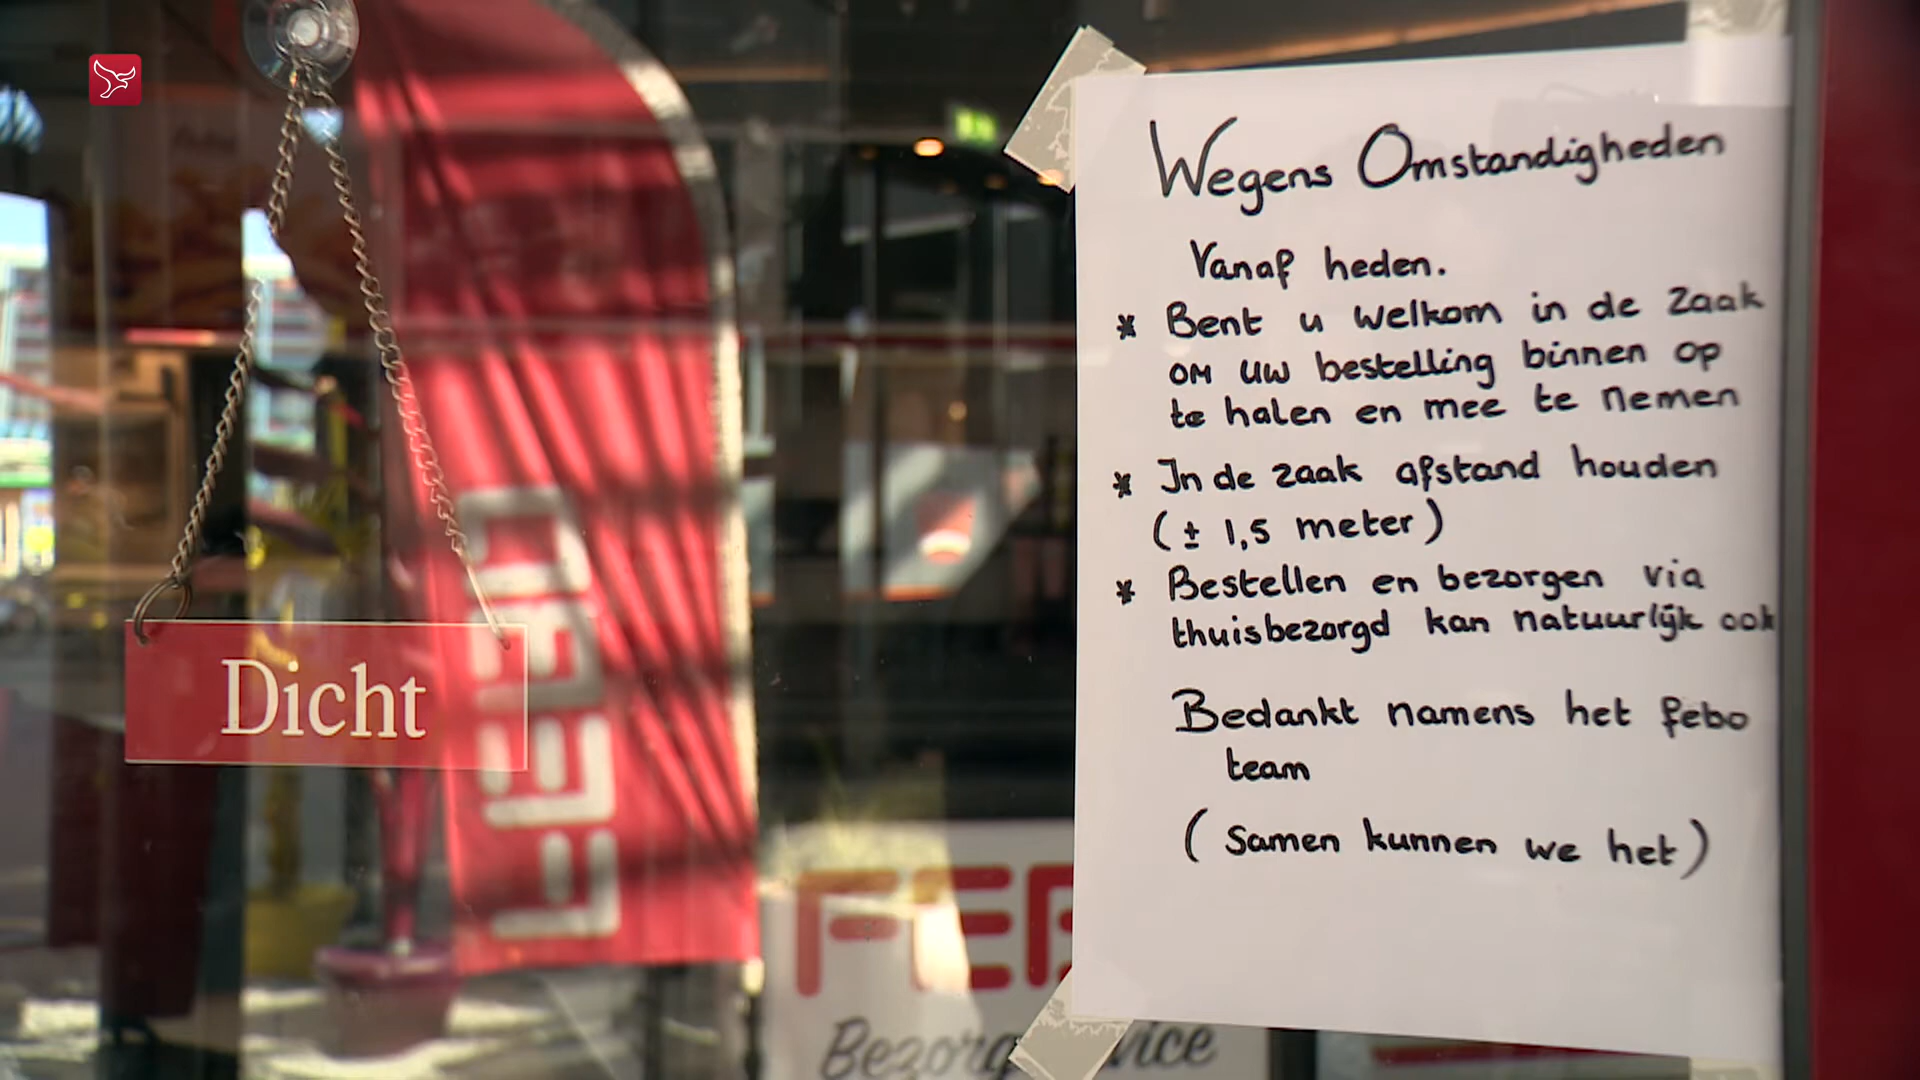 Dicht
FEBO
Wegens Omstandigheden
Vanaf heden.
* Bent u welkom in de zaak
om uw bestelling binnen op
te halen en mee te nemen
* In de zaak afstand houden
(± 1,5 meter)
* Bestellen en bezorgen via
thuisbezorgd kan natuurlijk ook
Bedankt namens het febo
team
(Samen kunnen we het)